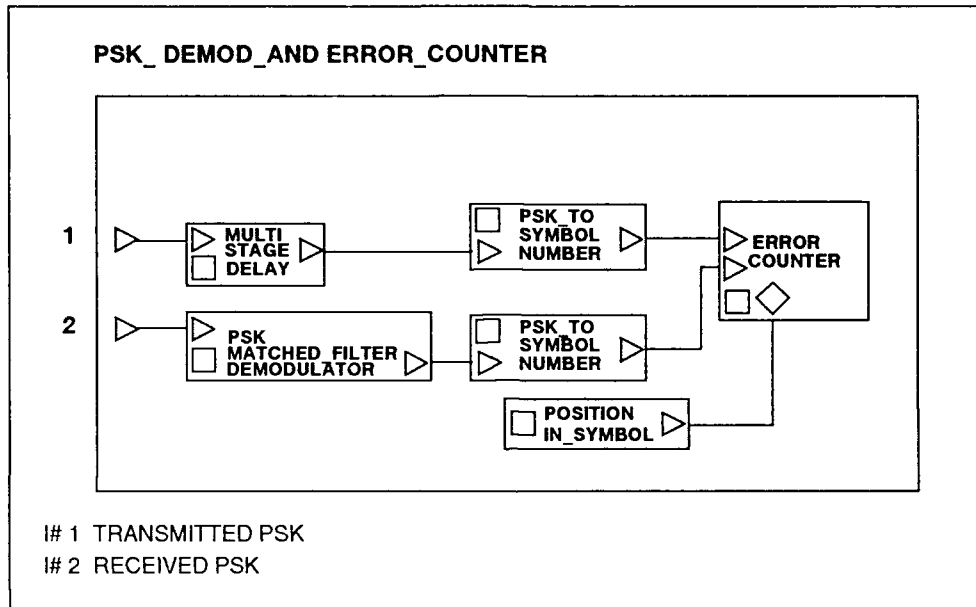 PSK_ DEMOD_AND ERROR_COUNTER
1
MULTI
STAGE
DELAY
PSK_TO
SYMBOL
NUMBER
ERROR
COUNTER
2
PSK
MATCHED_FILTER
DEMODULATOR
PSK_TO
SYMBOL
NUMBER
POSITION
IN_SYMBOL
I# 1 TRANSMITTED PSK
I# 2 RECEIVED PSK